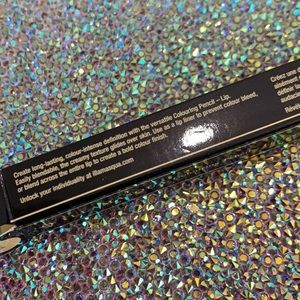 Create long-lasting, colour-intense definition with the versatile Colouring Pencil – Lip.
Easily blendable, the creamy texture glides over skin. Use as a lip liner to prevent colour bleed,
or blend across the entire lip to create a bold colour finish.
Unlock your individuality at illamasqua.com
Créez une d
définir la